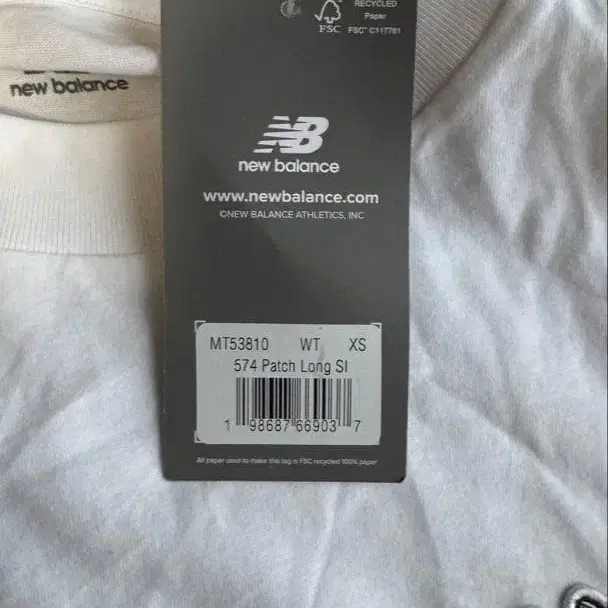 RECYCLED
Paper
FSC
FSC® C117781
new balance
NB
new balance
www.newbalance.com
©NEW BALANCE ATHLETICS, INC
MT53810 WT XS
574 Patch Long Sl
1 98687 66903 7
All paper used to make this tag is FSC recycled 100% paper